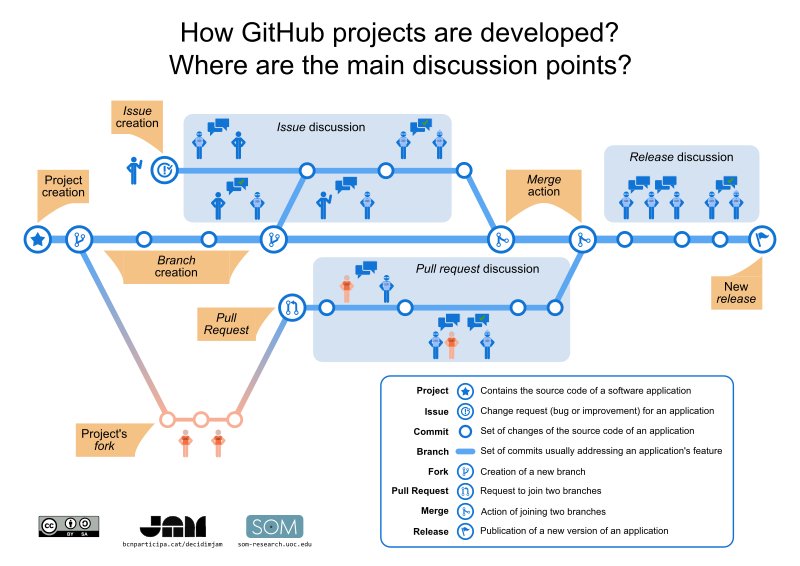 How GitHub projects are developed?
Where are the main discussion points?
Issue
creation
Issue discussion
Project
creation
Merge
action
Release discussion
Branch
creation
Pull request discussion
New
release
Pull
Request
Project's
fork
Project Contains the source code of a software application
Issue Change request (bug or improvement) for an application
Commit Set of changes of the source code of an application
Branch Set of commits usually addressing an application's feature
Fork Creation of a new branch
Pull Request Request to join two branches
Merge Action of joining two branches
Release Publication of a new version of an application
cc BY SA
JAM
bcnparticipa.cat/decidimjam
SOM
som-research.uoc.edu